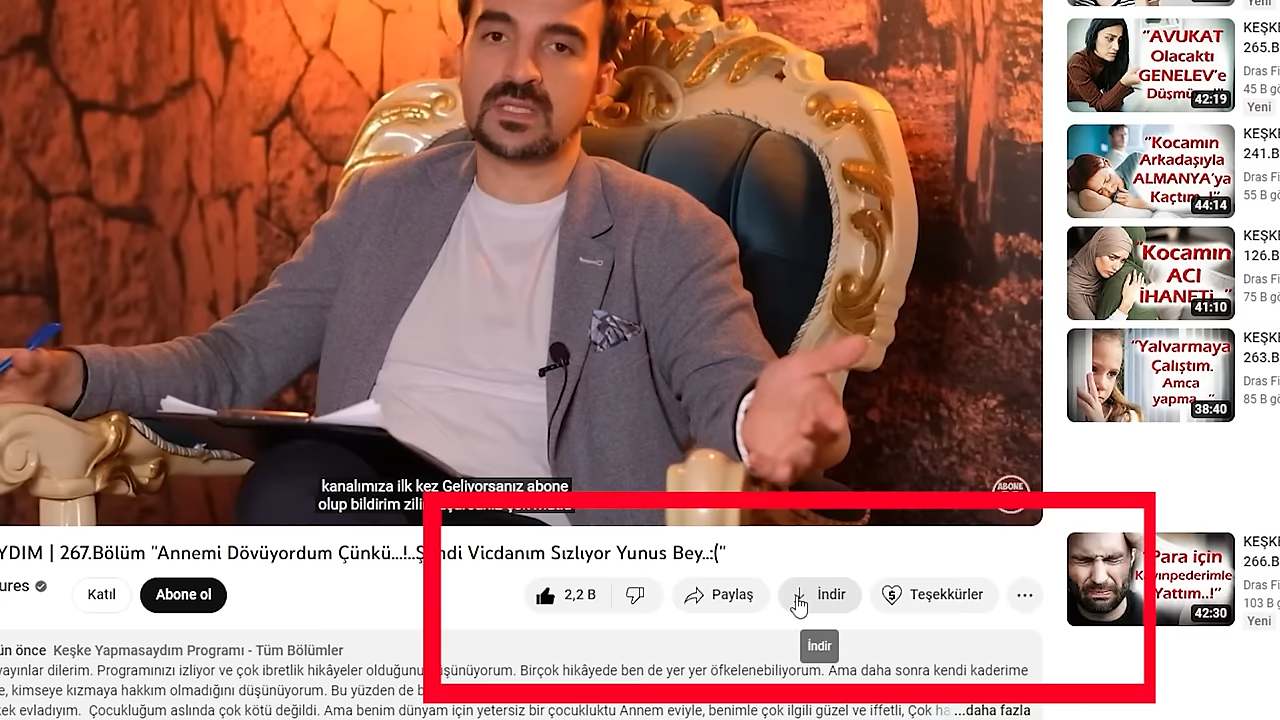 kanalımıza ilk kez Geliyorsanız abone
olup bildirim
ABONE
YDIM | 267.Bölüm "Annemi Dövüyordum Çünkü...!..Şimdi Vicdanım Sızlıyor Yunus Bey..:("
ures
Katıl
Abone ol
2,2 B
Paylaş
İndir
Teşekkürler
İndir
ün önce Keşke Yapmasaydım Programı - Tüm Bölümler
yayınlar dilerim. Programınızı izliyor ve çok ibretlik hikâyeler olduğunu düşünüyorum. Birçok hikâyede ben de yer yer öfkelenebiliyorum. Ama daha sonra kendi kaderime
e, kimseye kızmaya hakkım olmadığını düşünüyorum. Bu yüzden de b
ek evladıyım. Çocukluğum aslında çok kötü değildi. Ama benim dünyam için yetersiz bir çocukluktu Annem eviyle, benimle çok ilgili güzel ve iffetli, Çok ha ...daha fazla
Yeni
"AVUKAT
Olacaktı
GENELEV'e
42:19
KEŞK
265.B
Dras Fi
45 B gö
Yeni
"Kocamın
Arkadaşıyla
ALMANYA'ya
Kaçtım..!"
44:14
KEŞK
241.B
Dras Fi
55 B gö
"Kocamın
ACI
İHANETİ.."
41:10
KEŞK
126.B
Dras Fi
75 B gö
"Yalvarmaya
Çalıştım.
Amca
yapma..."
38:40
KEŞK
263.B
Dras Fi
85 B gö
"Para için
Kayınpederimle
Yattım..!"
42:30
KEŞK
266.B
Dras Fi
103 B g
Yeni